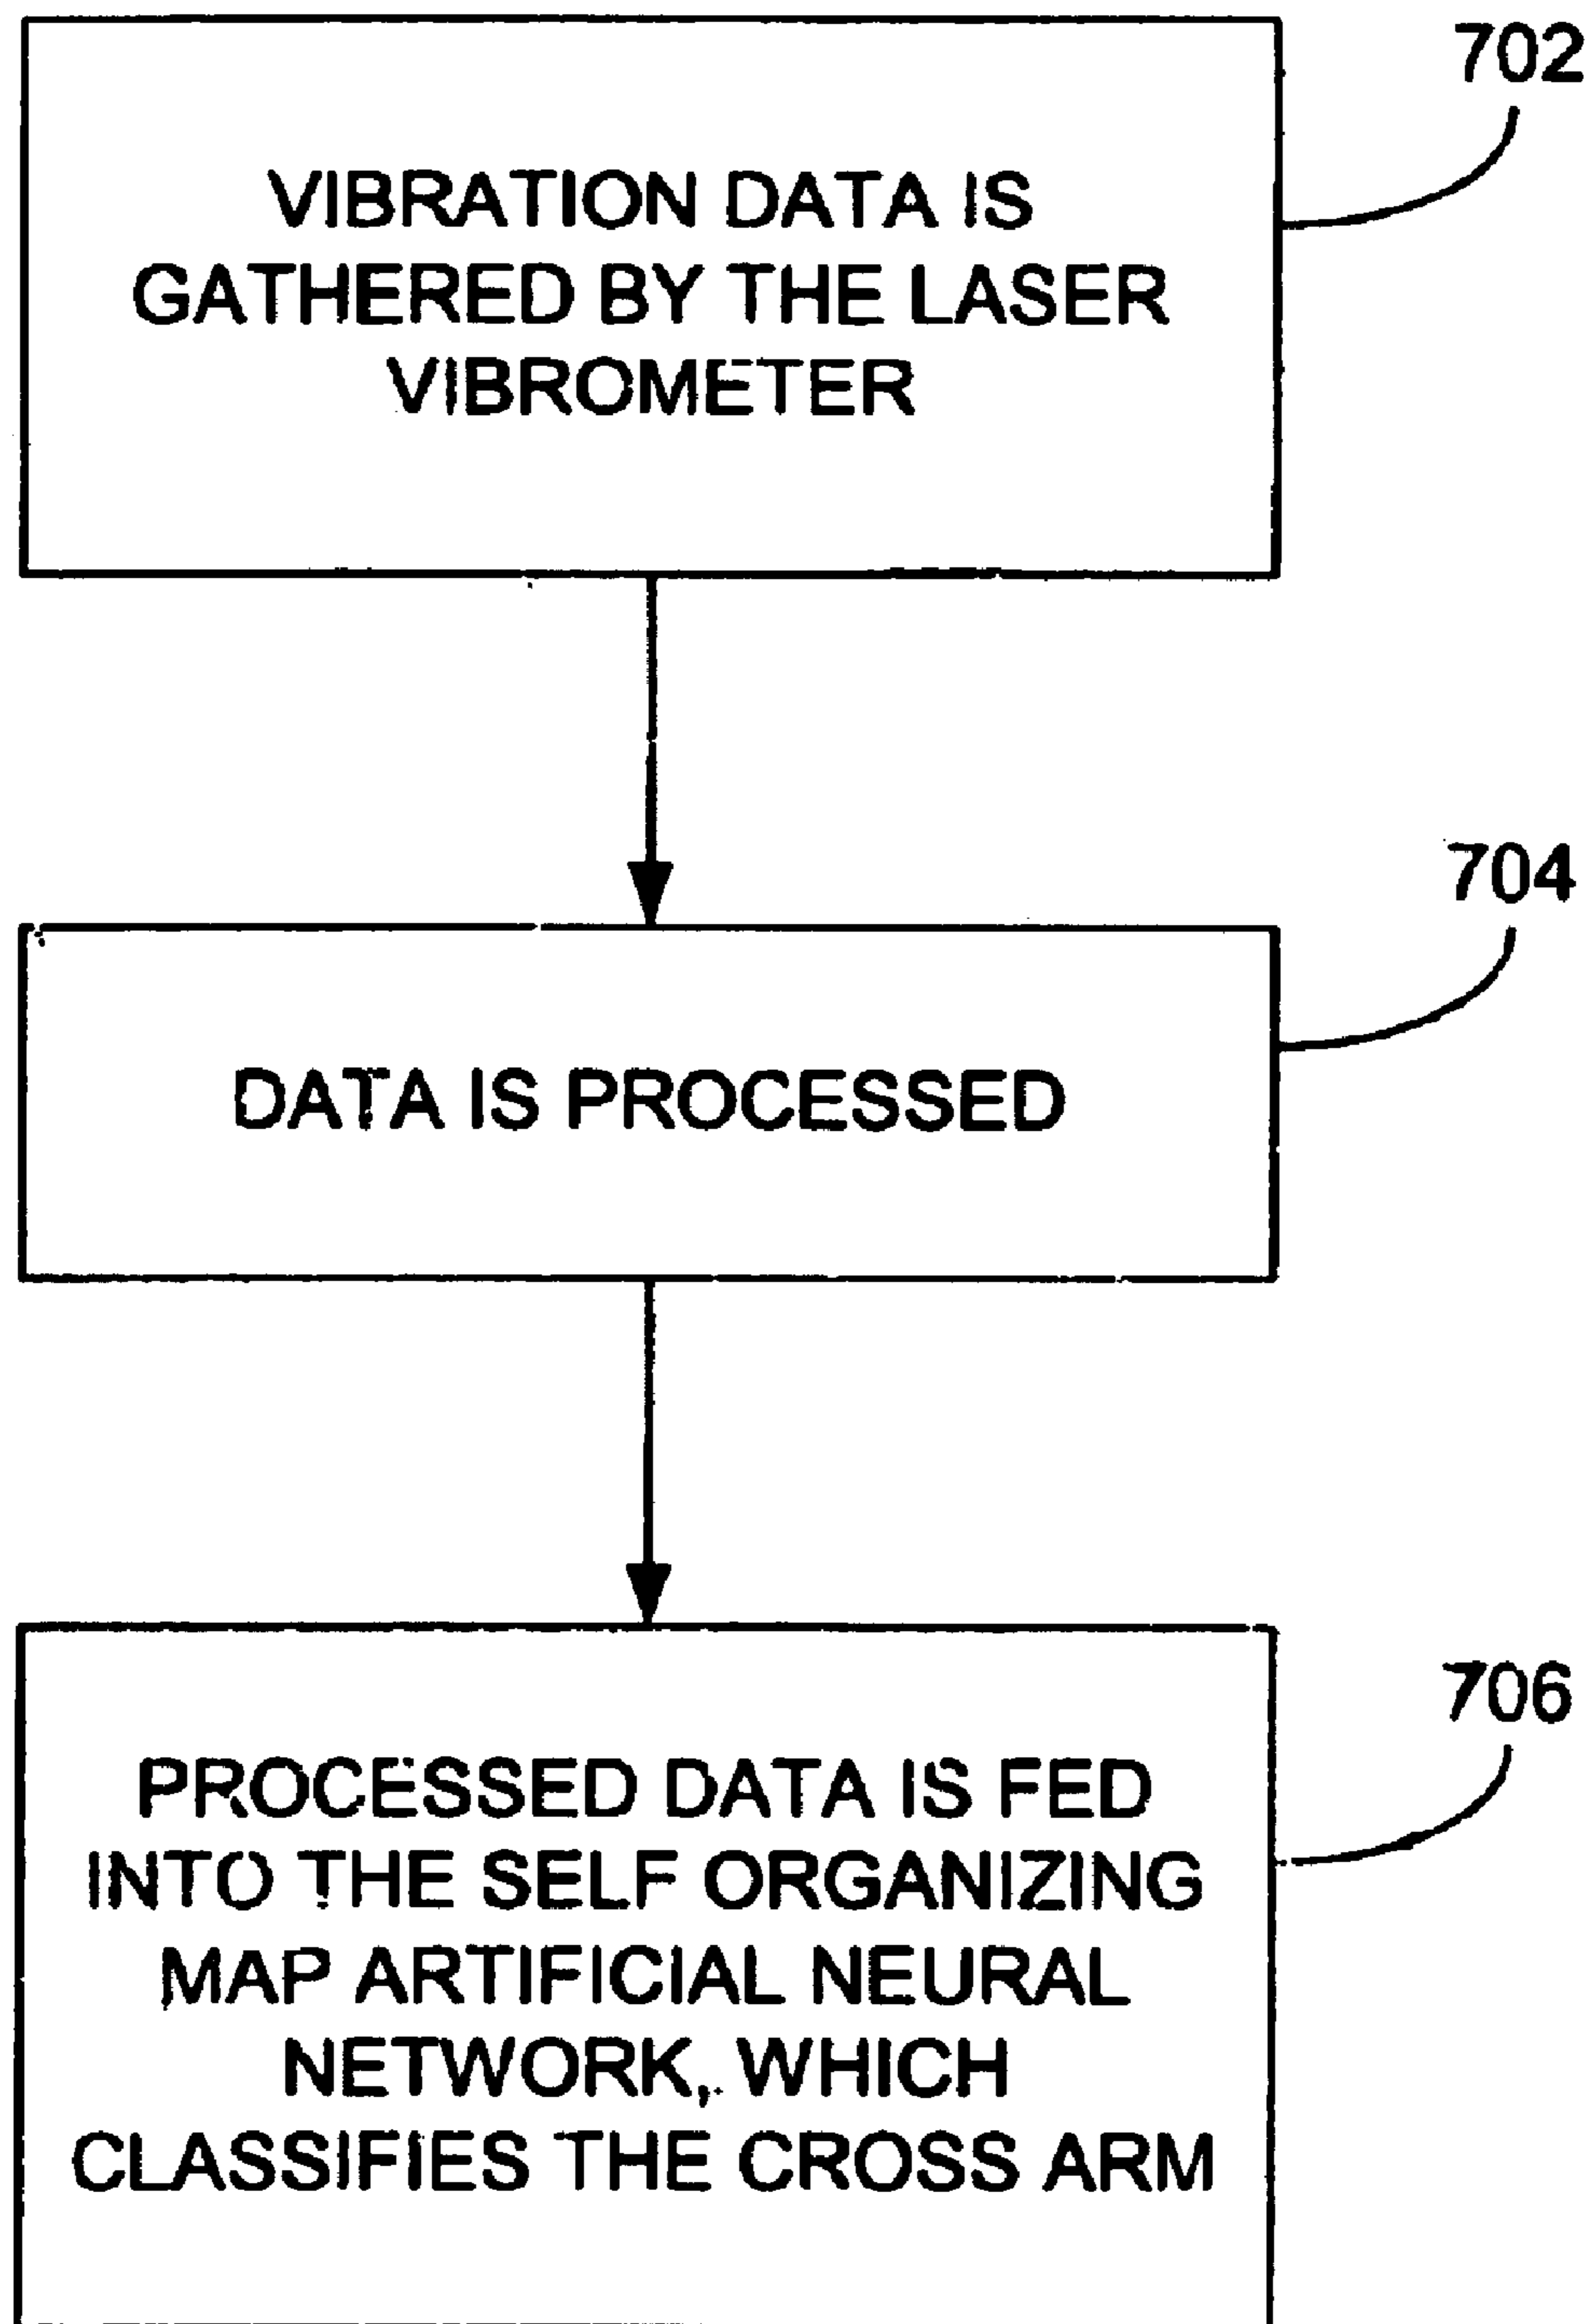 702
VIBRATION DATA IS
GATHERED BY THE LASER
VIBROMETER
704
DATA IS PROCESSED
706
PROCESSED DATA IS FED
INTO THE SELF ORGANIZING
MAP ARTIFICIAL NEURAL
NETWORK, WHICH
CLASSIFIES THE CROSS ARM